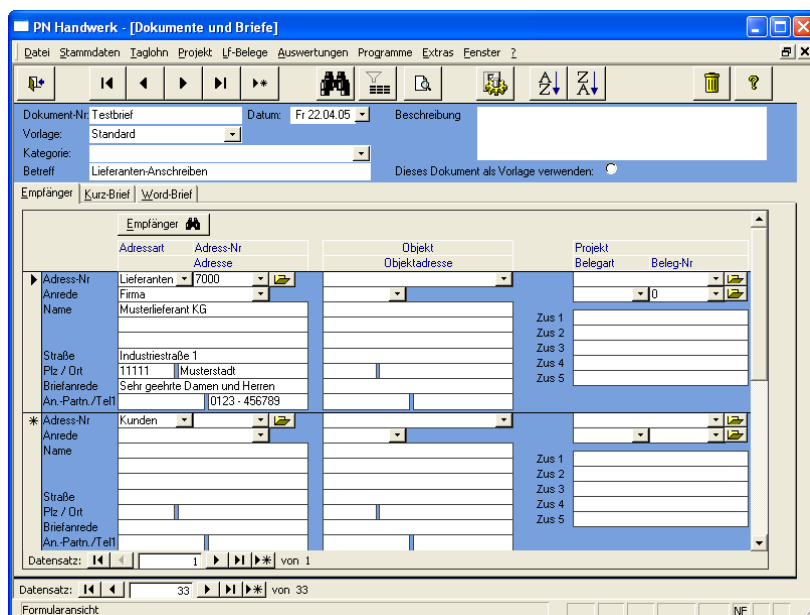 PN Handwerk - [Dokumente und Briefe]
Datei Stammdaten Taglohn Projekt Lf-Belege Auswertungen Programme Extras Fenster ?
Dokument-Nr: Testbrief Datum: Fr 22.04.05 Beschreibung
Vorlage: Standard
Kategorie:
Betreff Lieferanten-Anschreiben Dieses Dokument als Vorlage verwenden:
Empfänger Kurz-Brief Word-Brief
Empfänger
Adressart Adress-Nr Objekt Projekt
Adresse Objektadresse Belegart Beleg-Nr
Adress-Nr Lieferanten 7000
Anrede Firma 0
Name Musterlieferant KG
Zus 1
Zus 2
Zus 3
Straße Industriestraße 1
Zus 4
Plz / Ort 11111 Musterstadt
Zus 5
Briefanrede Sehr geehrte Damen und Herren
An.-Partn./Tel1 0123 - 456789
Adress-Nr Kunden
Anrede
Name
Zus 1
Zus 2
Zus 3
Straße
Zus 4
Plz / Ort
Zus 5
Briefanrede
An.-Partn./Tel1
Datensatz: 1 von 1
Datensatz: 33 von 33
Formularansicht NF